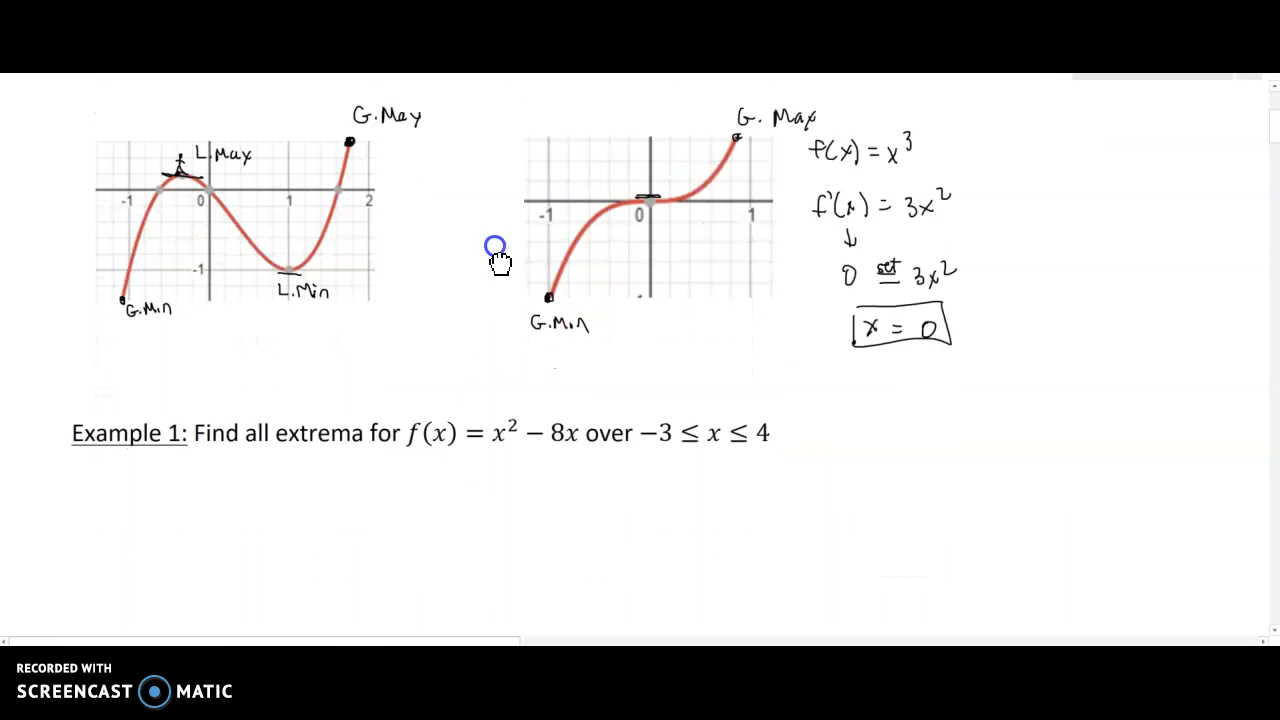 G. Max
L. Max
-1 0 1 2
-1
L. Min
G. Min
G. Max
-1 0 1
G. Min
f(x) = x³
f'(x) = 3x²
↓
0 set = 3x²
x = 0
Example 1: Find all extrema for f(x) = x² − 8x over −3 ≤ x ≤ 4
RECORDED WITH
SCREENCAST MATIC